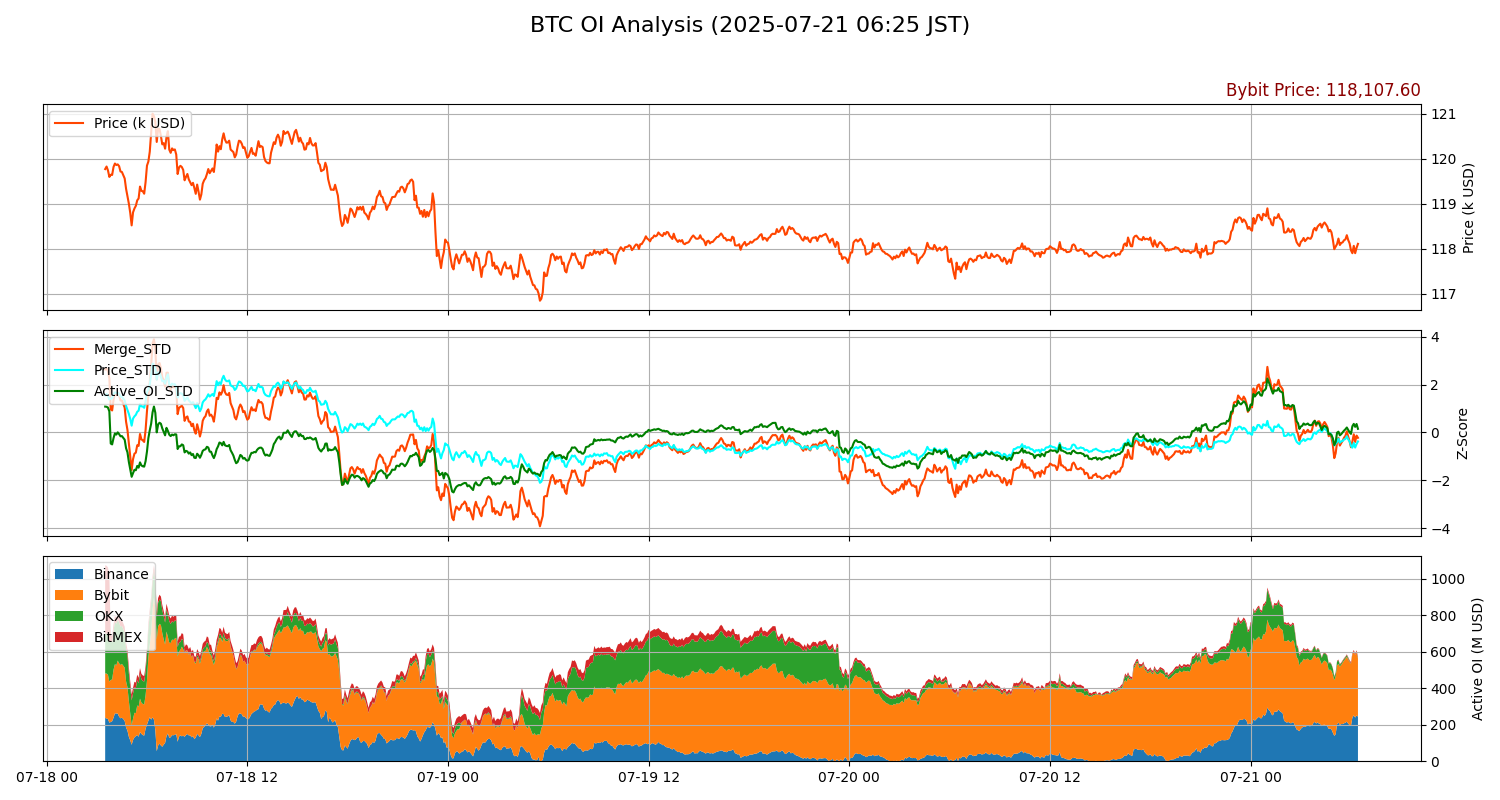 BTC OI Analysis (2025-07-21 06:25 JST)
Bybit Price: 118,107.60
Price (k USD)
121
120
119
118
117
Price (k USD)
Merge_STD
Price_STD
Active_OI_STD
4
2
0
−2
−4
Z-Score
Binance
Bybit
OKX
BitMEX
1000
800
600
400
200
0
Active OI (M USD)
07-18 00
07-18 12
07-19 00
07-19 12
07-20 00
07-20 12
07-21 00